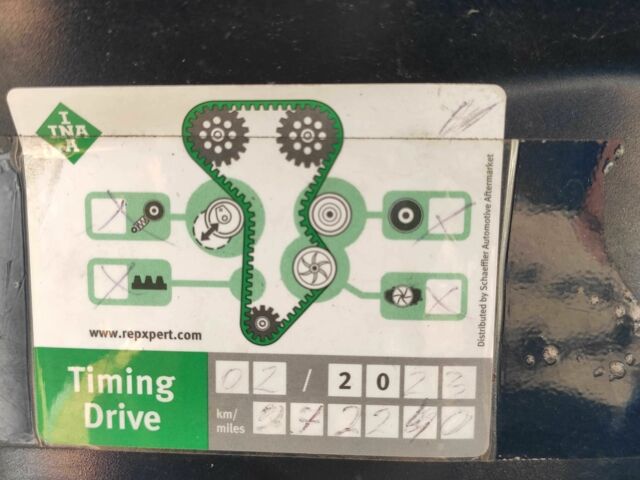 INA
www.repxpert.com
Distributed by Schaeffler Automotive Aftermarket
Timing
Drive
02 / 2023
km/
miles